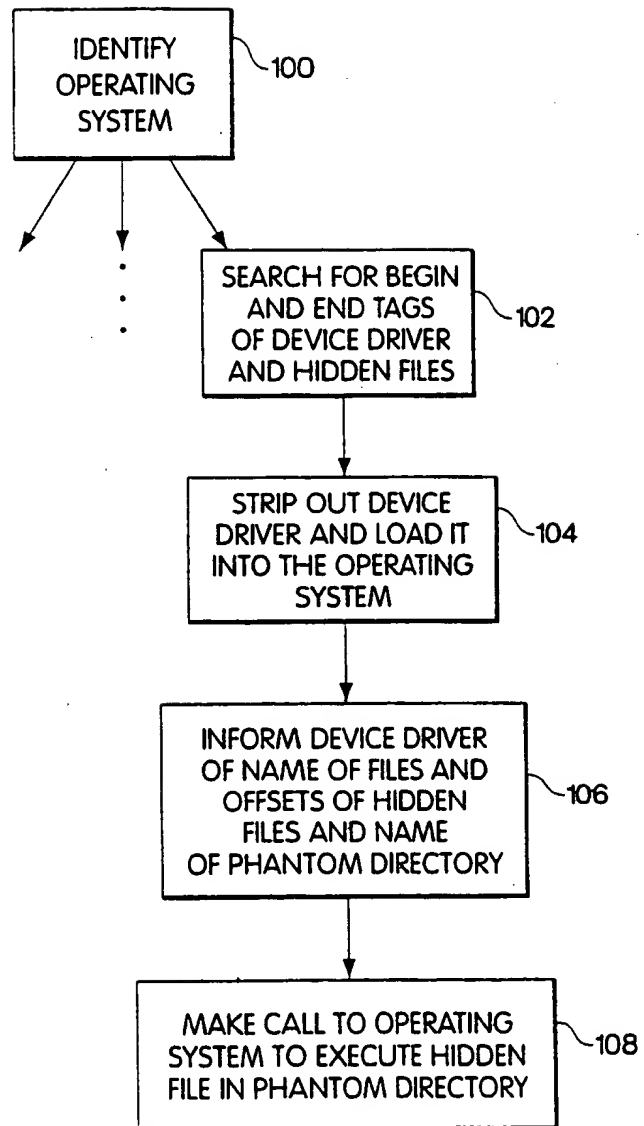 IDENTIFY
OPERATING
SYSTEM
100
SEARCH FOR BEGIN
AND END TAGS
OF DEVICE DRIVER
AND HIDDEN FILES
102
STRIP OUT DEVICE
DRIVER AND LOAD IT
INTO THE OPERATING
SYSTEM
104
INFORM DEVICE DRIVER
OF NAME OF FILES AND
OFFSETS OF HIDDEN
FILES AND NAME
OF PHANTOM DIRECTORY
106
MAKE CALL TO OPERATING
SYSTEM TO EXECUTE HIDDEN
FILE IN PHANTOM DIRECTORY
108